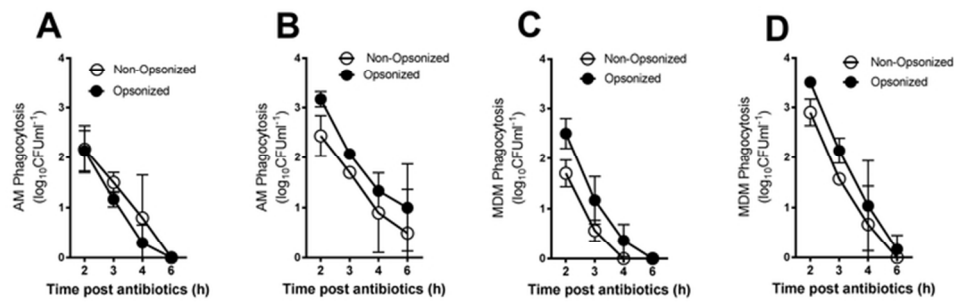 A
Non-Opsonized
Opsonized
AM Phagocytosis
(log10CFUml-1)
4
3
2
1
0
2 3 4 6
Time post antibiotics (h)
B
Non-Opsonized
Opsonized
AM Phagocytosis
(log10CFUml-1)
4
3
2
1
0
2 3 4 6
Time post antibiotics (h)
C
Non-Opsonized
Opsonized
MDM Phagocytosis
(log10CFUml-1)
4
3
2
1
0
2 3 4 6
Time post antibiotics (h)
D
Non-Opsonized
Opsonized
MDM Phagocytosis
(log10CFUml-1)
4
3
2
1
0
2 3 4 6
Time post antibiotics (h)